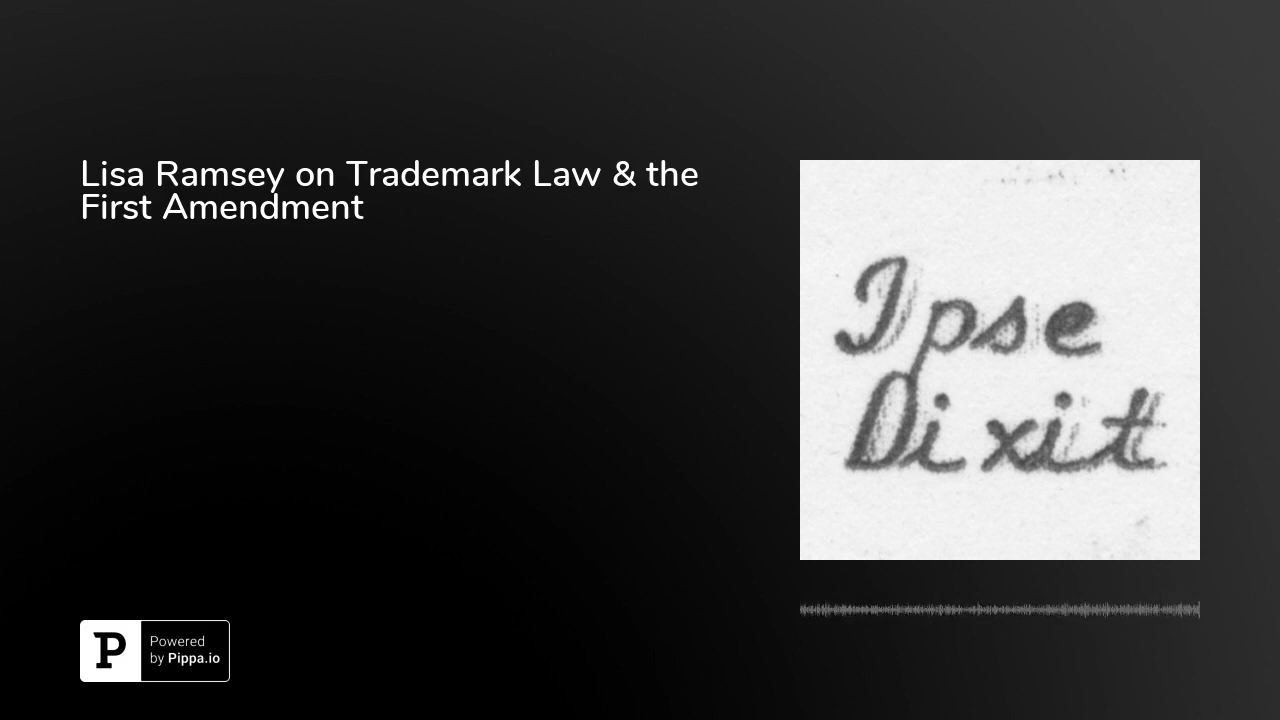 Lisa Ramsey on Trademark Law & the
First Amendment
Ipse
Dixit
P
Powered
by Pippa.io